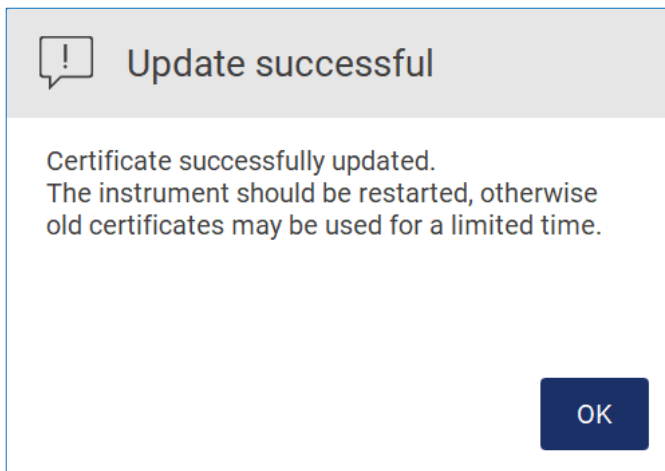 !
Update successful
Certificate successfully updated.
The instrument should be restarted, otherwise
old certificates may be used for a limited time.
OK